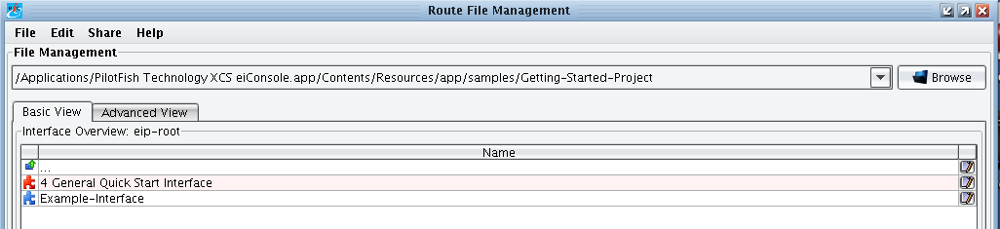 Route File Management
File Edit Share Help
File Management
/Applications/PilotFish Technology XCS eiConsole.app/Contents/Resources/app/samples/Getting-Started-Project
Browse
Basic View Advanced View
Interface Overview: eip-root
Name
...
4 General Quick Start Interface
Example-Interface